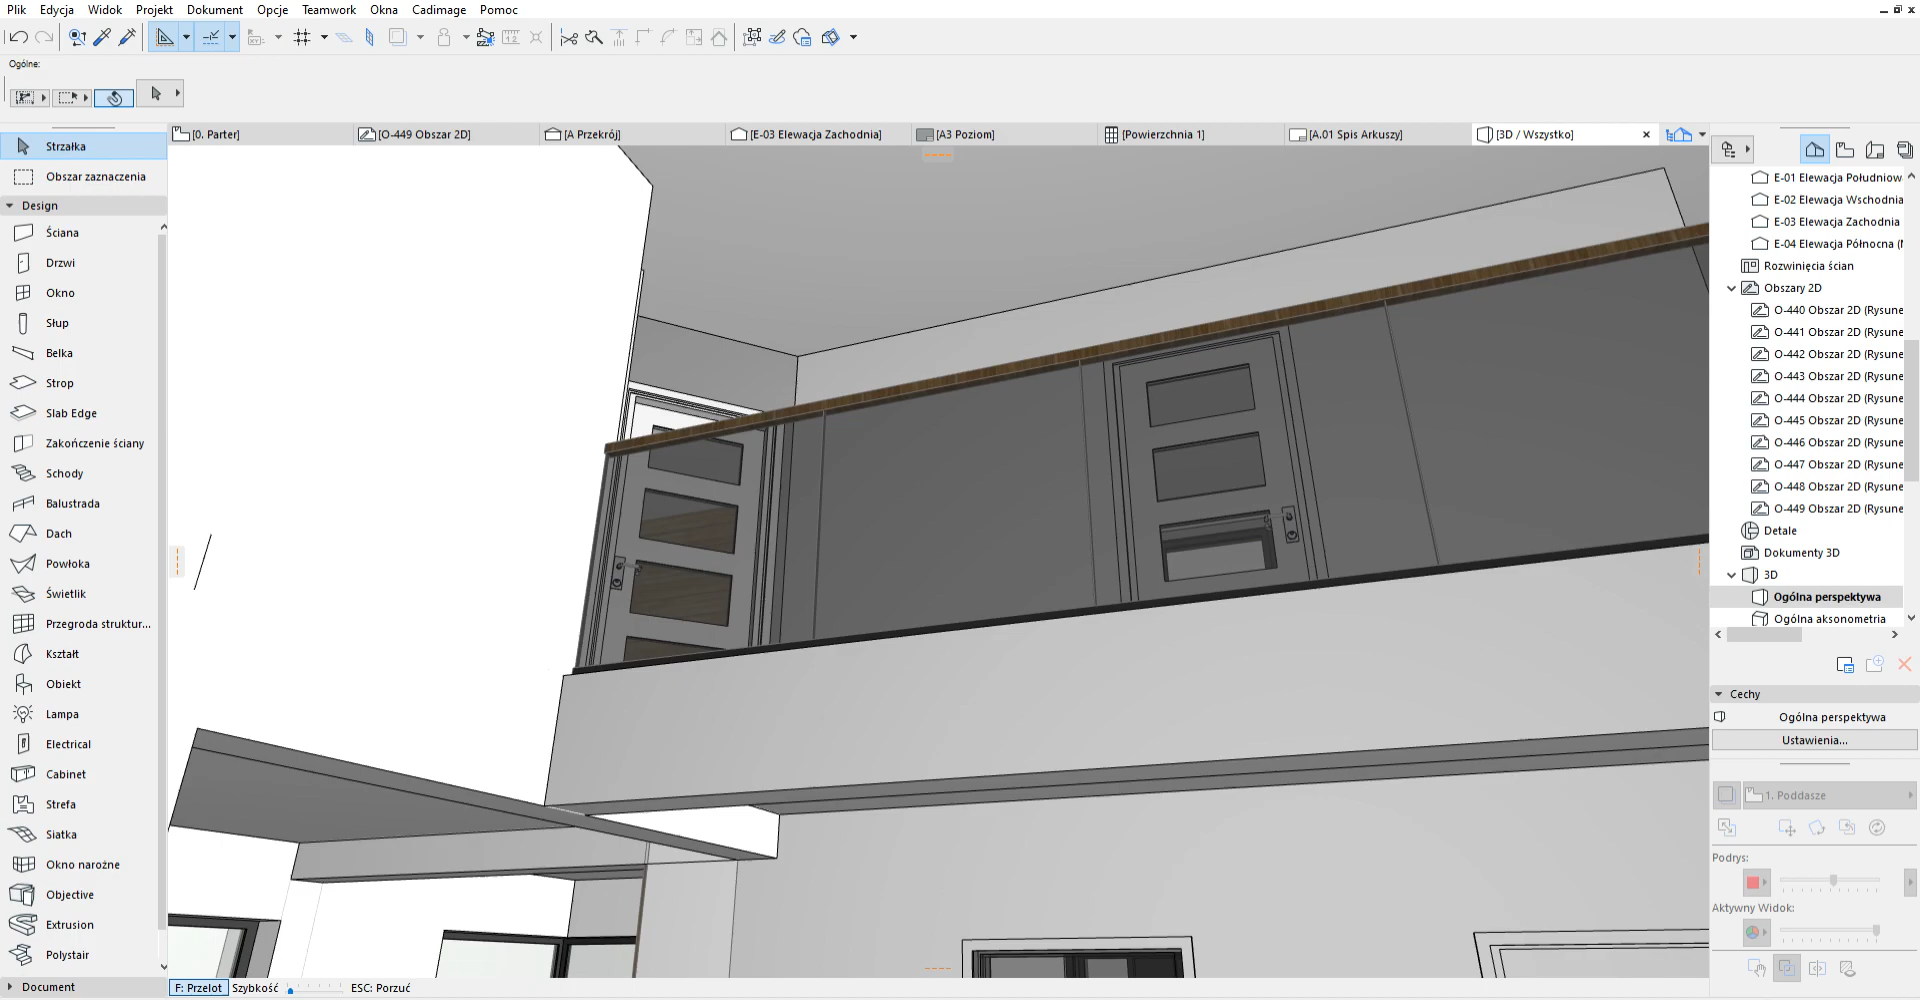 Plik Edycja Widok Projekt Dokument Opcje Teamwork Okna Cadimage Pomoc
Ogólne:
[0. Parter] [O-449 Obszar 2D] [A Przekrój] [E-03 Elewacja Zachodnia] [A3 Poziom] [Powierzchnia 1] [A.01 Spis Arkuszy] [3D / Wszystko]
Strzałka
Obszar zaznaczenia
Design
Ściana
Drzwi
Okno
Słup
Belka
Strop
Slab Edge
Zakończenie ściany
Schody
Balustrada
Dach
Powłoka
Świetlik
Przegroda struktur...
Kształt
Obiekt
Lampa
Electrical
Cabinet
Strefa
Siatka
Okno narożne
Objective
Extrusion
Polystair
Document
F: Przelot Szybkość ESC: Porzuć
E-01 Elewacja Południow
E-02 Elewacja Wschodnia
E-03 Elewacja Zachodnia
E-04 Elewacja Północna (
Rozwinięcia ścian
Obszary 2D
O-440 Obszar 2D (Rysune
O-441 Obszar 2D (Rysune
O-442 Obszar 2D (Rysune
O-443 Obszar 2D (Rysune
O-444 Obszar 2D (Rysune
O-445 Obszar 2D (Rysune
O-446 Obszar 2D (Rysune
O-447 Obszar 2D (Rysune
O-448 Obszar 2D (Rysune
O-449 Obszar 2D (Rysune
Detale
Dokumenty 3D
3D
Ogólna perspektywa
Ogólna aksonometria
Cechy
Ogólna perspektywa
Ustawienia...
1. Poddasze
Podrys:
Aktywny Widok: